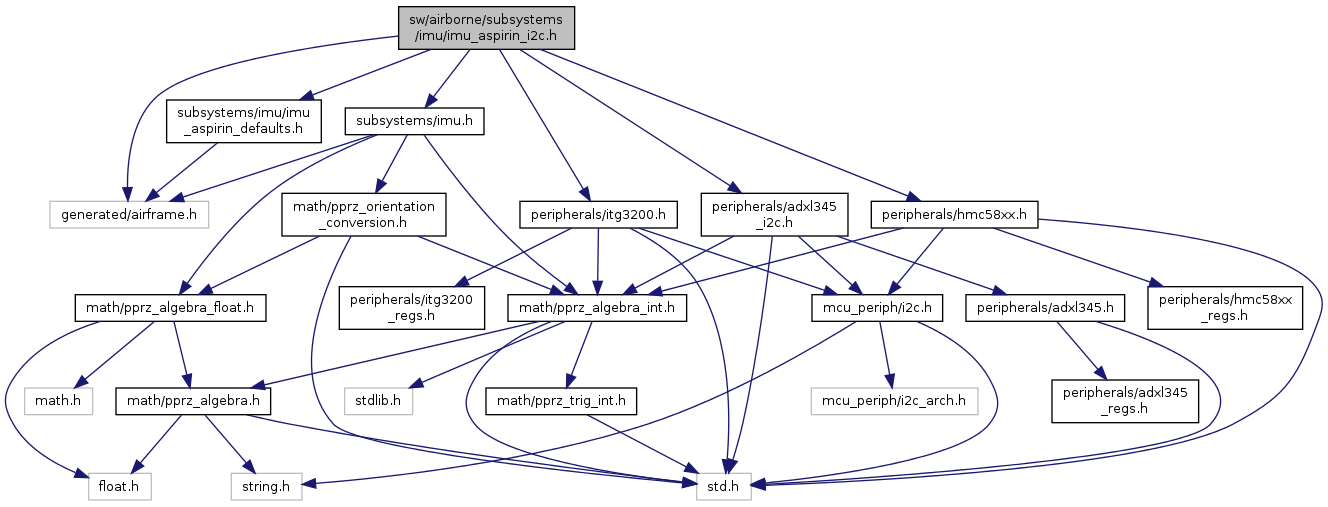 sw/airborne/subsystems
/imu/imu_aspirin_i2c.h
subsystems/imu/imu
_aspirin_defaults.h
subsystems/imu.h
generated/airframe.h
math/pprz_orientation
_conversion.h
peripherals/itg3200.h
peripherals/adxl345
_i2c.h
peripherals/hmc58xx.h
math/pprz_algebra_float.h
peripherals/itg3200
_regs.h
math/pprz_algebra_int.h
mcu_periph/i2c.h
peripherals/adxl345.h
peripherals/hmc58xx
_regs.h
math.h
math/pprz_algebra.h
stdlib.h
math/pprz_trig_int.h
mcu_periph/i2c_arch.h
peripherals/adxl345
_regs.h
float.h
string.h
std.h